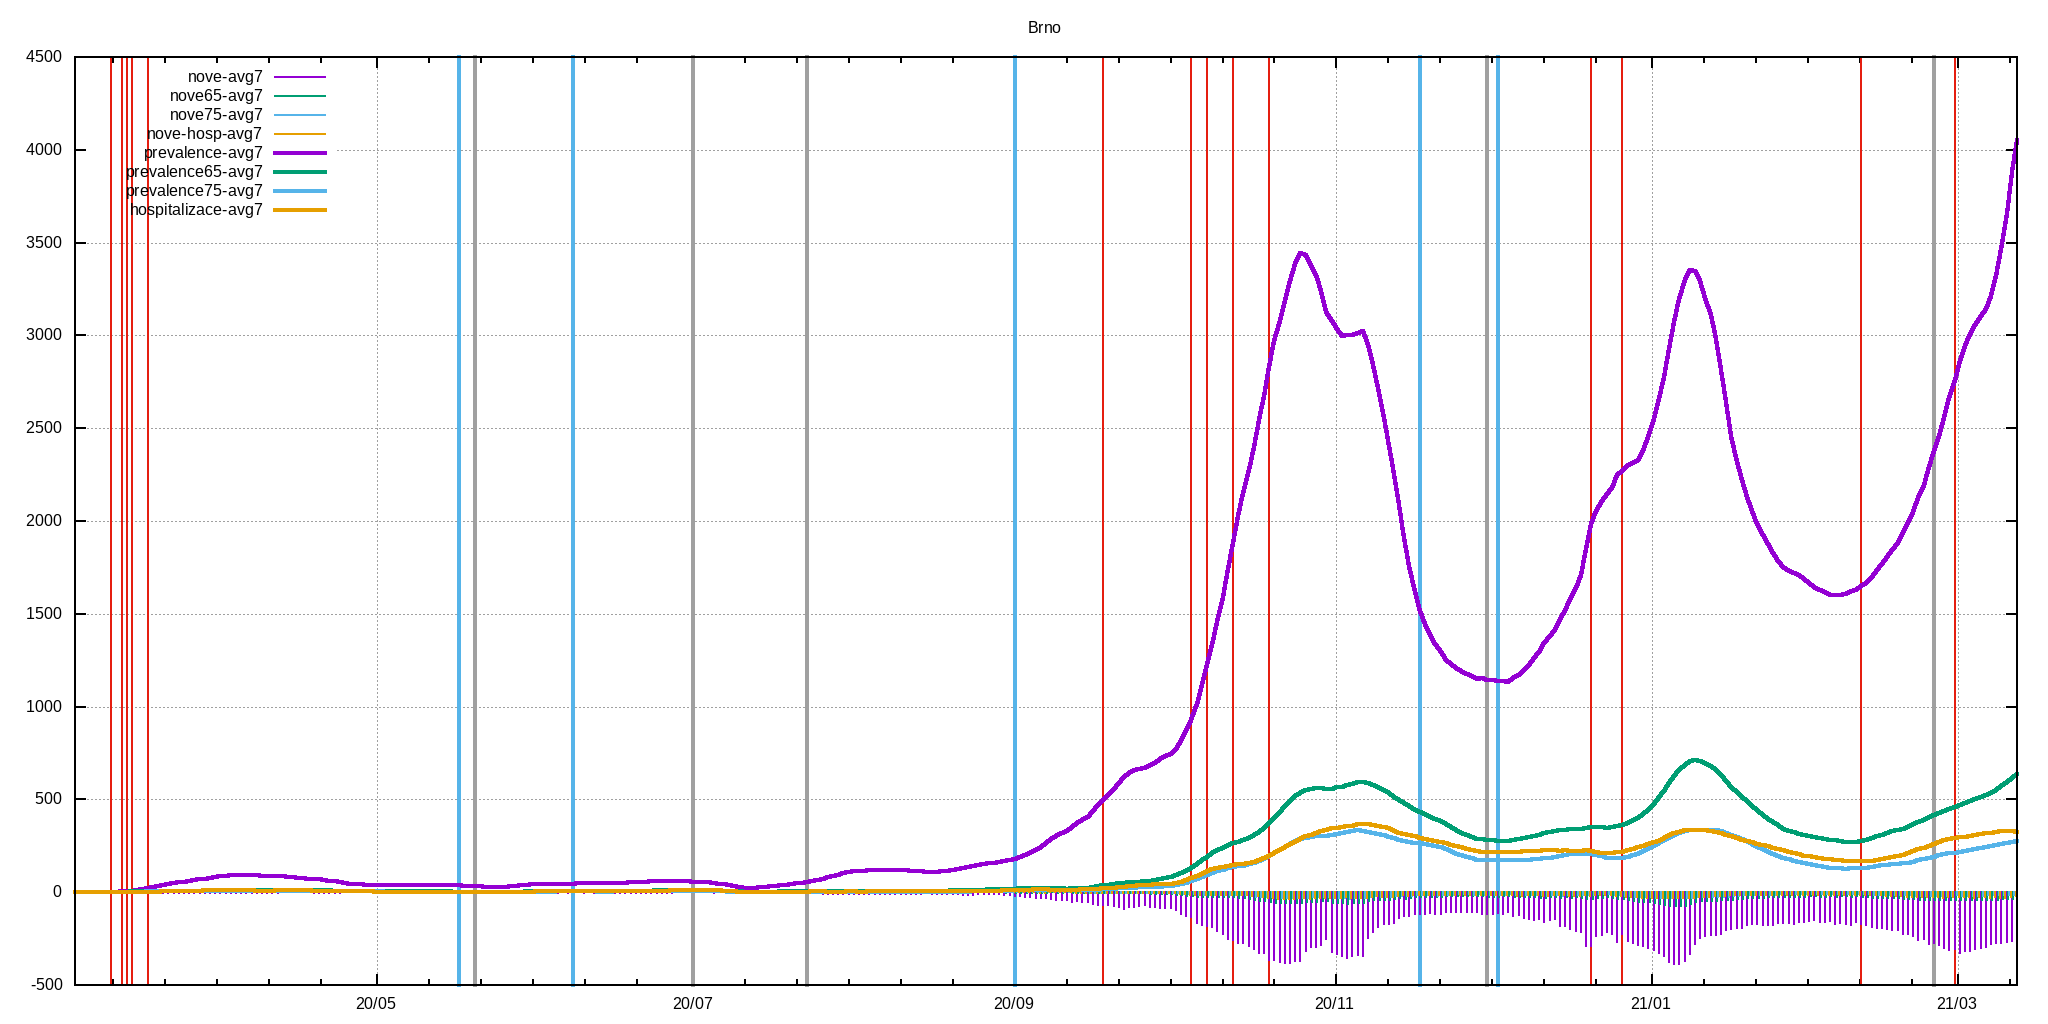 Brno
4500
4000
3500
3000
2500
2000
1500
1000
500
0
-500
nove-avg7
nove65-avg7
nove75-avg7
nove-hosp-avg7
prevalence-avg7
prevalence65-avg7
prevalence75-avg7
hospitalizace-avg7
20/05 20/07 20/09 20/11 21/01 21/03